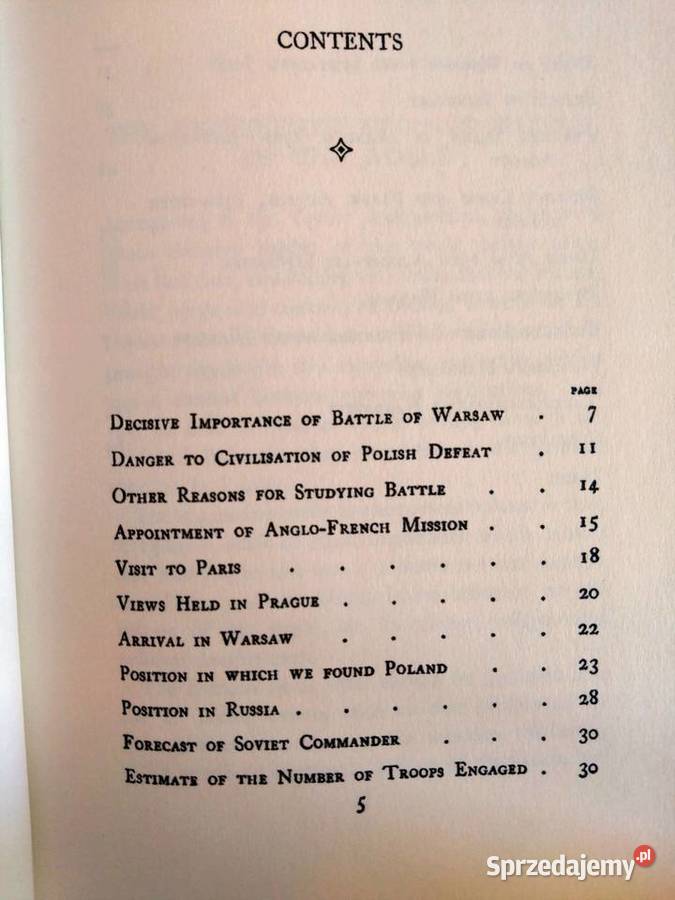 CONTENTS
PAGE
DECISIVE IMPORTANCE OF BATTLE OF WARSAW . 7
DANGER TO CIVILISATION OF POLISH DEFEAT . 11
OTHER REASONS FOR STUDYING BATTLE . . 14
APPOINTMENT OF ANGLO-FRENCH MISSION . . 15
VISIT TO PARIS . . . . . . 18
VIEWS HELD IN PRAGUE . . . . . 20
ARRIVAL IN WARSAW . . . . . 22
POSITION IN WHICH WE FOUND POLAND . . 23
POSITION IN RUSSIA . . . . . . 28
FORECAST OF SOVIET COMMANDER . . . 30
ESTIMATE OF THE NUMBER OF TROOPS ENGAGED . 30
5
Sprzedajemy.pl